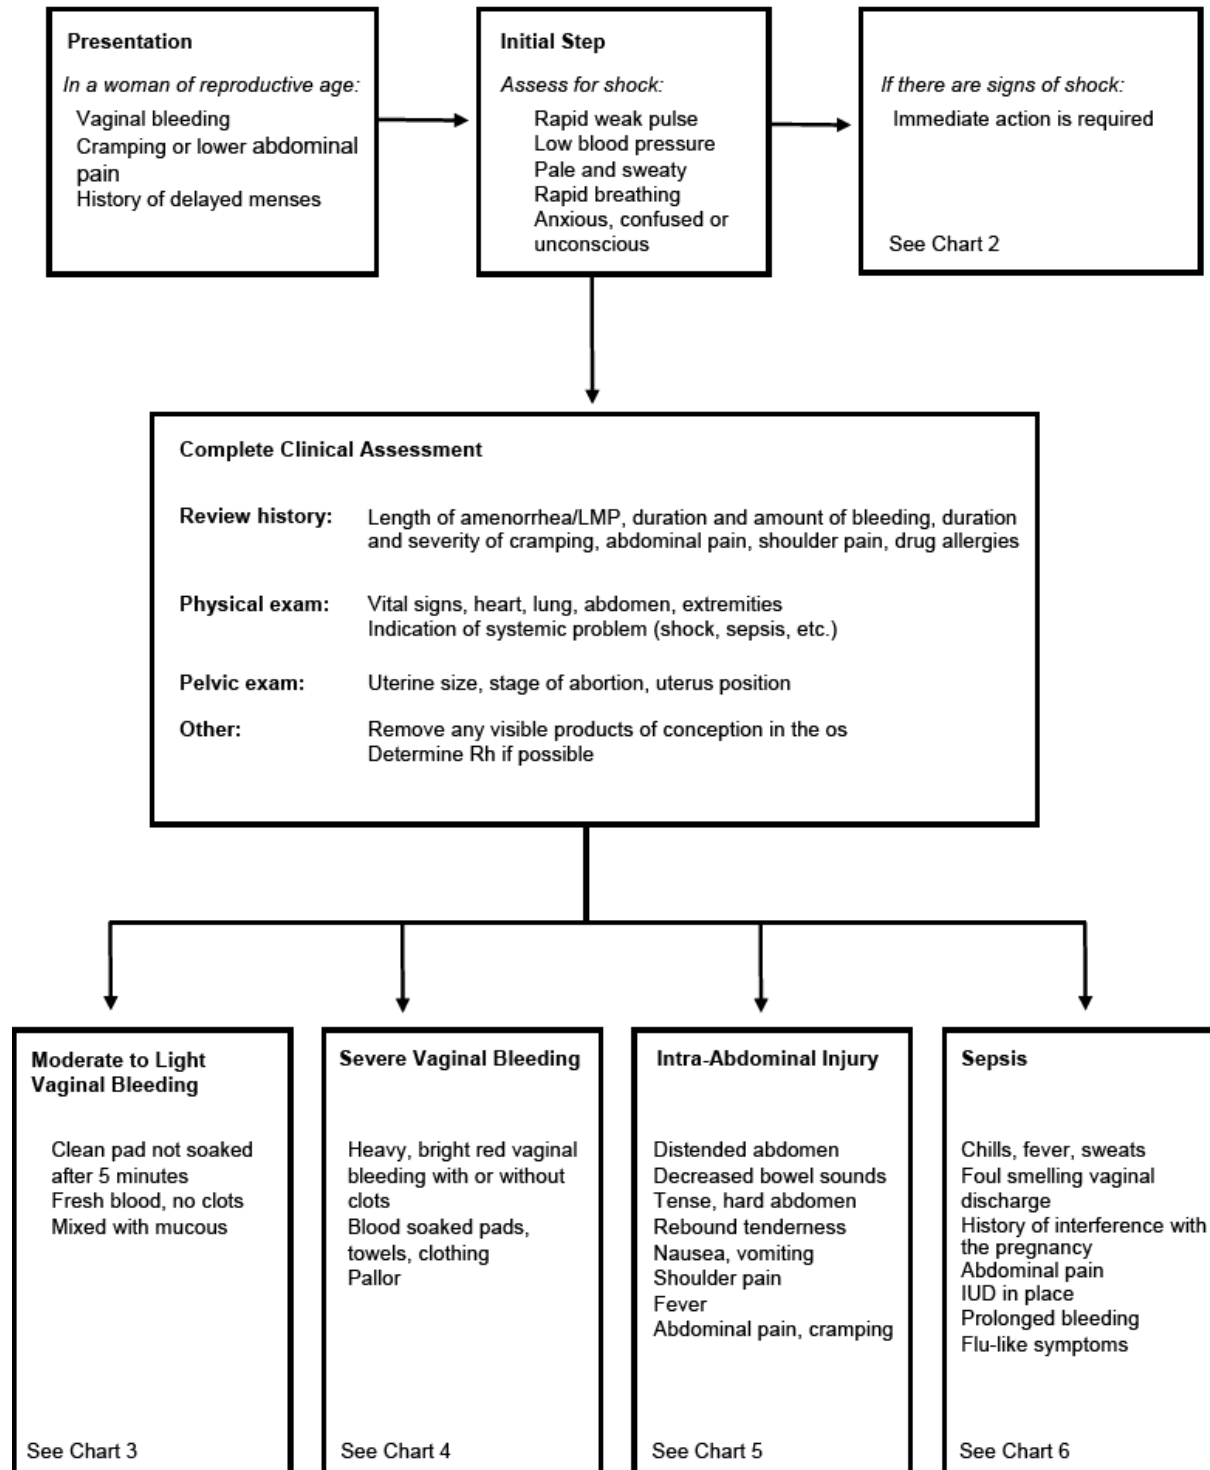 Presentation
In a woman of reproductive age:
Vaginal bleeding
Cramping or lower abdominal
pain
History of delayed menses
Initial Step
Assess for shock:
Rapid weak pulse
Low blood pressure
Pale and sweaty
Rapid breathing
Anxious, confused or
unconscious
If there are signs of shock:
Immediate action is required
See Chart 2
Complete Clinical Assessment
Review history: Length of amenorrhea/LMP, duration and amount of bleeding, duration
and severity of cramping, abdominal pain, shoulder pain, drug allergies
Physical exam: Vital signs, heart, lung, abdomen, extremities
Indication of systemic problem (shock, sepsis, etc.)
Pelvic exam: Uterine size, stage of abortion, uterus position
Other: Remove any visible products of conception in the os
Determine Rh if possible
Moderate to Light
Vaginal Bleeding
Clean pad not soaked
after 5 minutes
Fresh blood, no clots
Mixed with mucous
See Chart 3
Severe Vaginal Bleeding
Heavy, bright red vaginal
bleeding with or without
clots
Blood soaked pads,
towels, clothing
Pallor
See Chart 4
Intra-Abdominal Injury
Distended abdomen
Decreased bowel sounds
Tense, hard abdomen
Rebound tenderness
Nausea, vomiting
Shoulder pain
Fever
Abdominal pain, cramping
See Chart 5
Sepsis
Chills, fever, sweats
Foul smelling vaginal
discharge
History of interference with
the pregnancy
Abdominal pain
IUD in place
Prolonged bleeding
Flu-like symptoms
See Chart 6